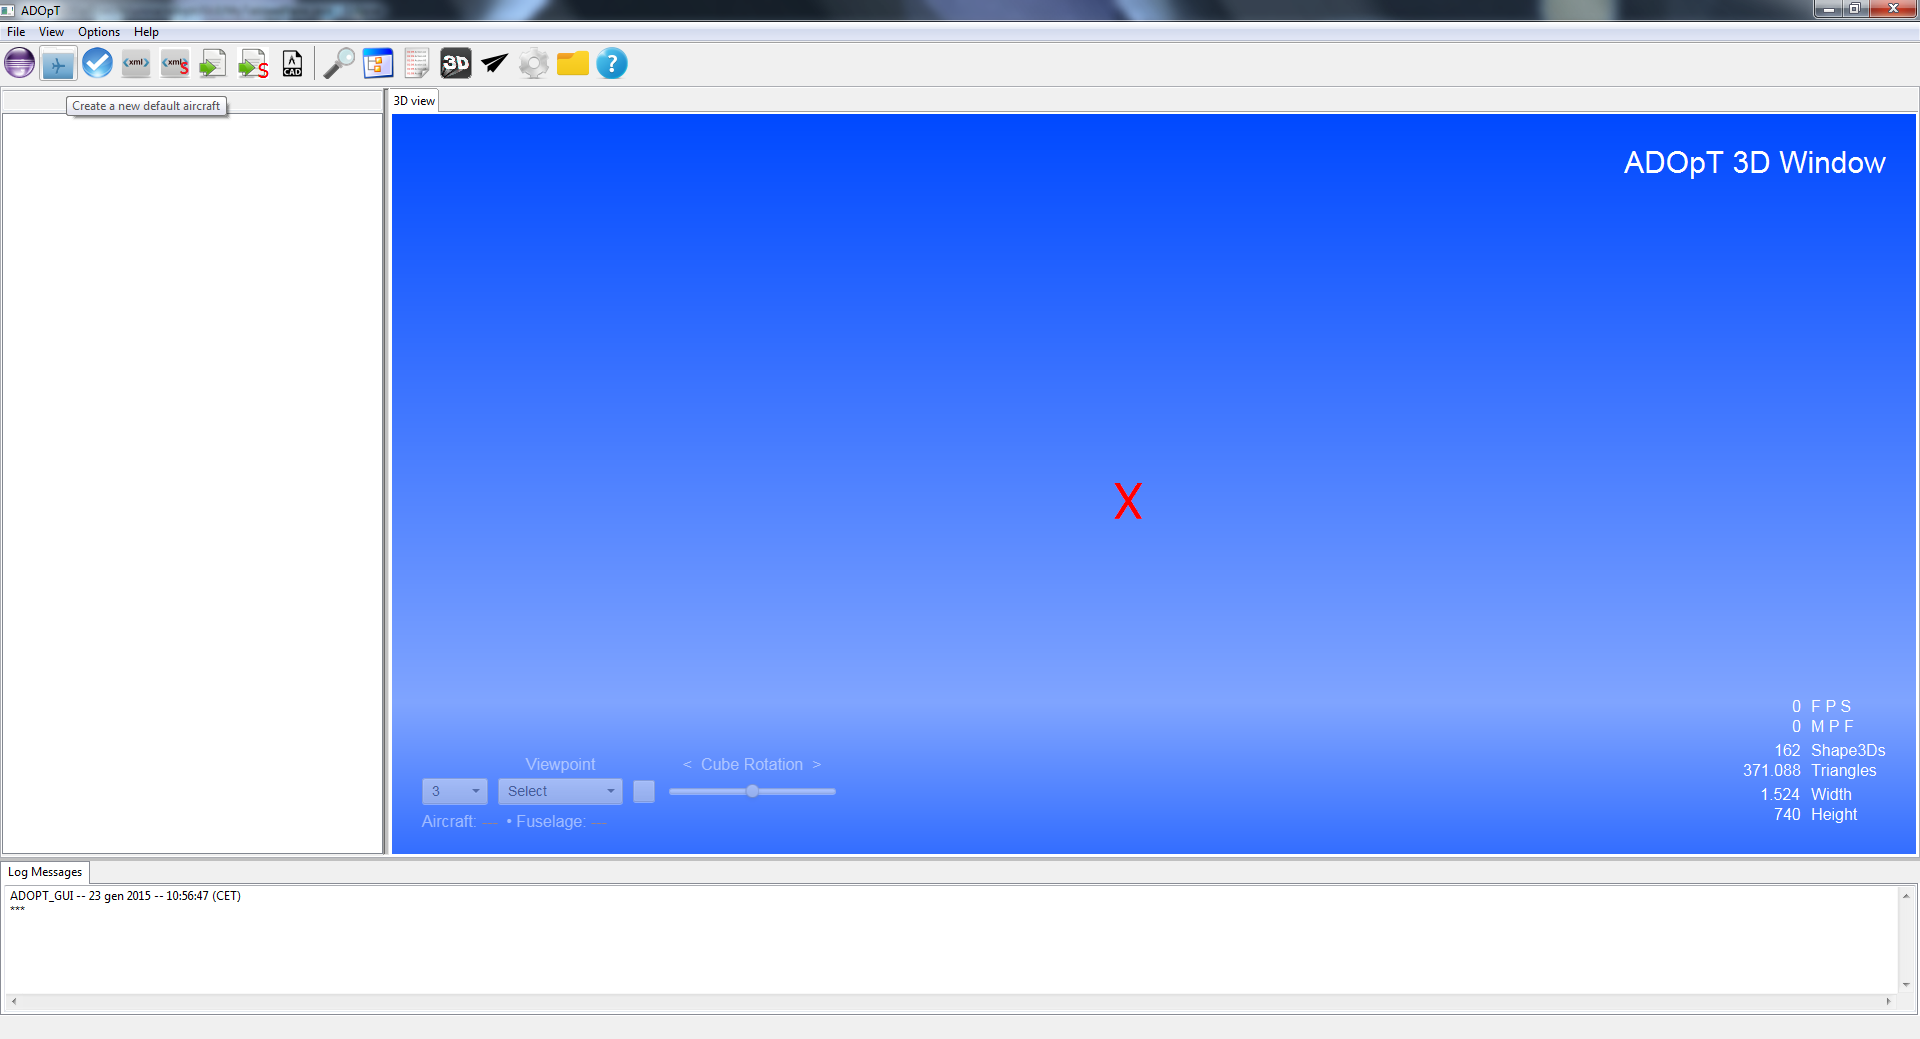 ADOpT
File View Options Help
<xml> <xml>S S A CAD 3D ?
Create a new default aircraft
3D view
ADOpT 3D Window
X
0 F P S
0 M P F
162 Shape3Ds
371.088 Triangles
1.524 Width
740 Height
Viewpoint < Cube Rotation >
3 Select
Aircraft: --- • Fuselage: ---
Log Messages
ADOPT_GUI -- 23 gen 2015 -- 10:56:47 (CET)
***